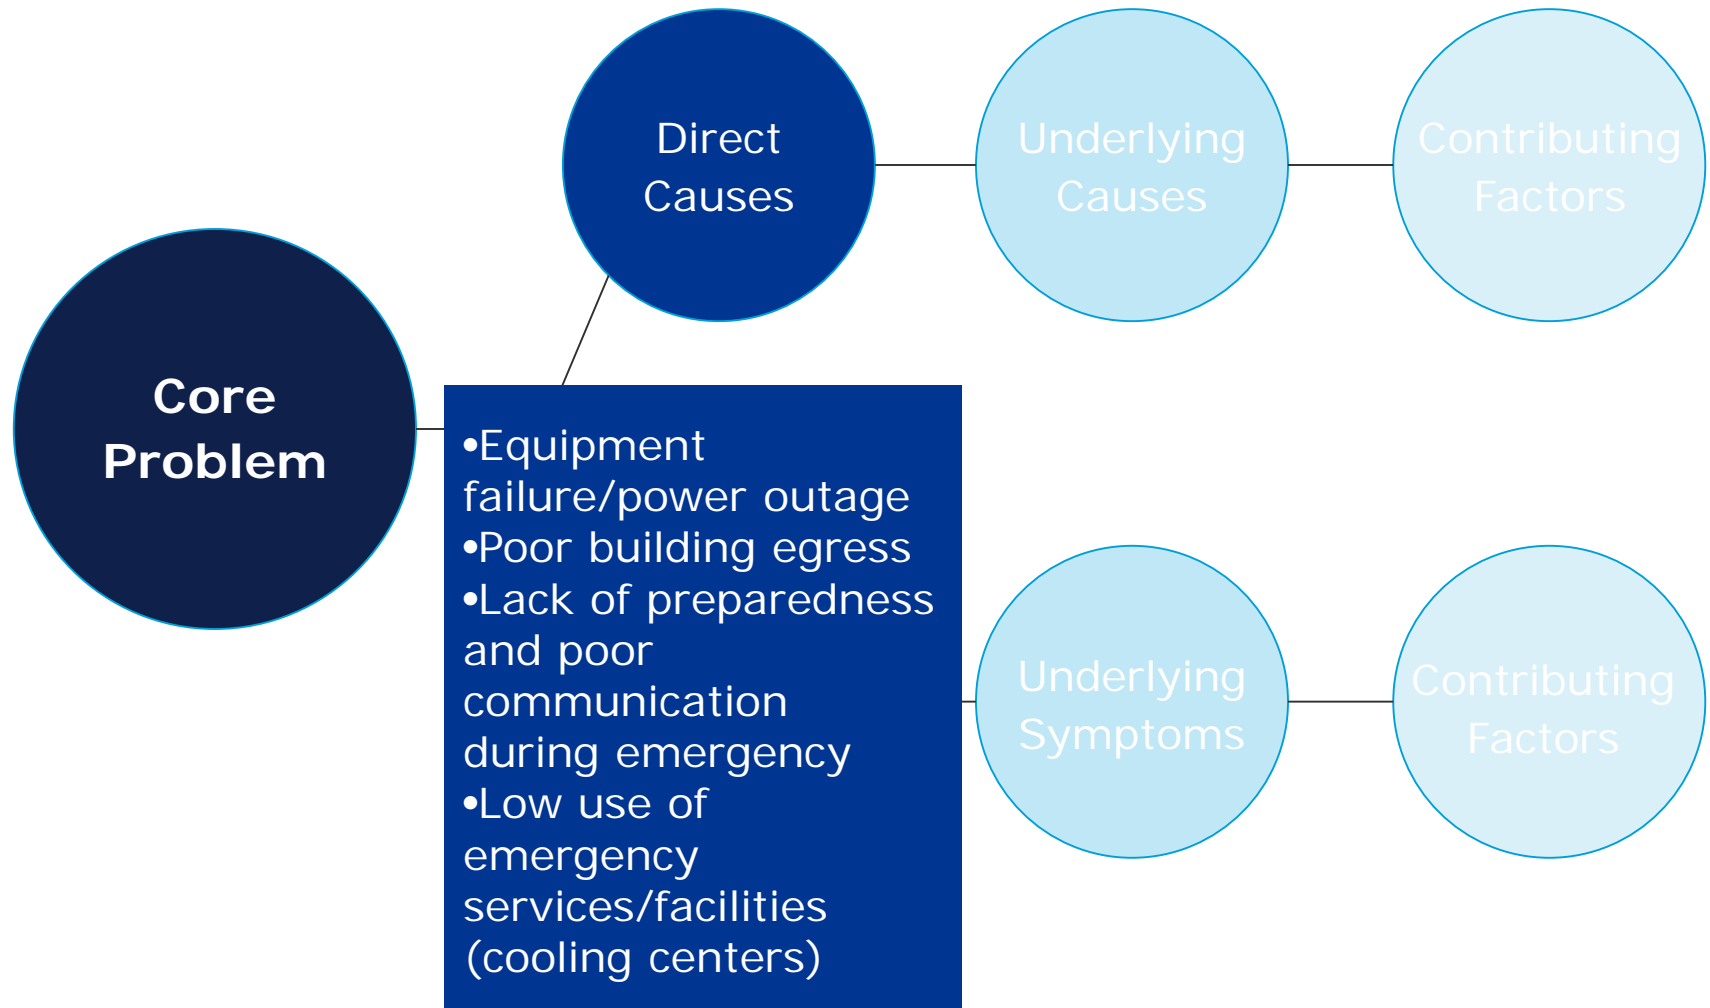 Direct
Causes
Underlying
Causes
Contributing
Factors
Core
Problem
•Equipment
failure/power outage
•Poor building egress
•Lack of preparedness
and poor
communication
during emergency
•Low use of
emergency
services/facilities
(cooling centers)
Underlying
Symptoms
Contributing
Factors